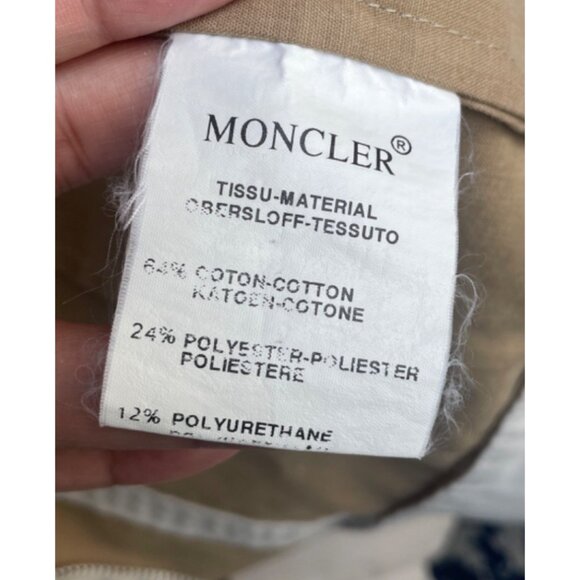 MONCLER®
TISSU-MATERIAL
OBERSLOFF-TESSUTO
64% COTON-COTTON
KATOEN-COTONE
24% POLYESTER-POLIESTER
POLIESTERE
12% POLYURETHANE